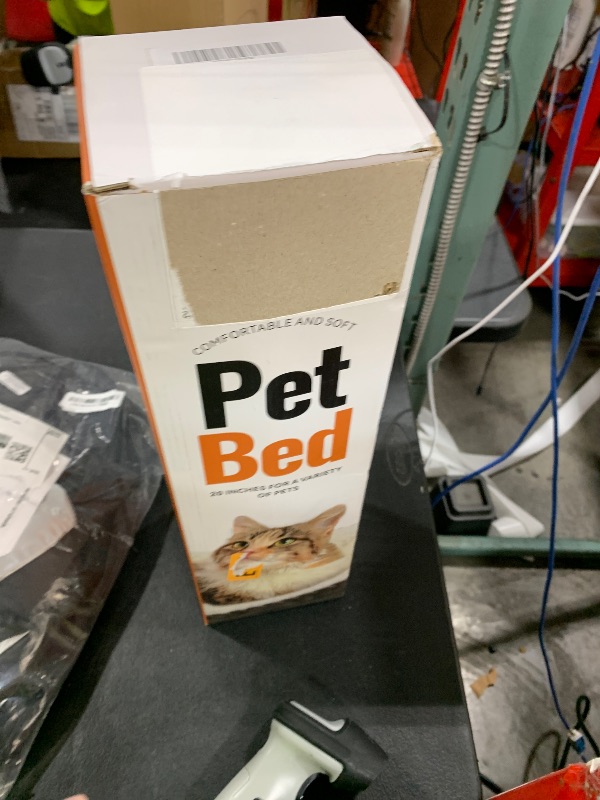 COMFORTABLE AND SOFT
Pet
Bed
20 INCHES FOR A VARIETY
OF PETS